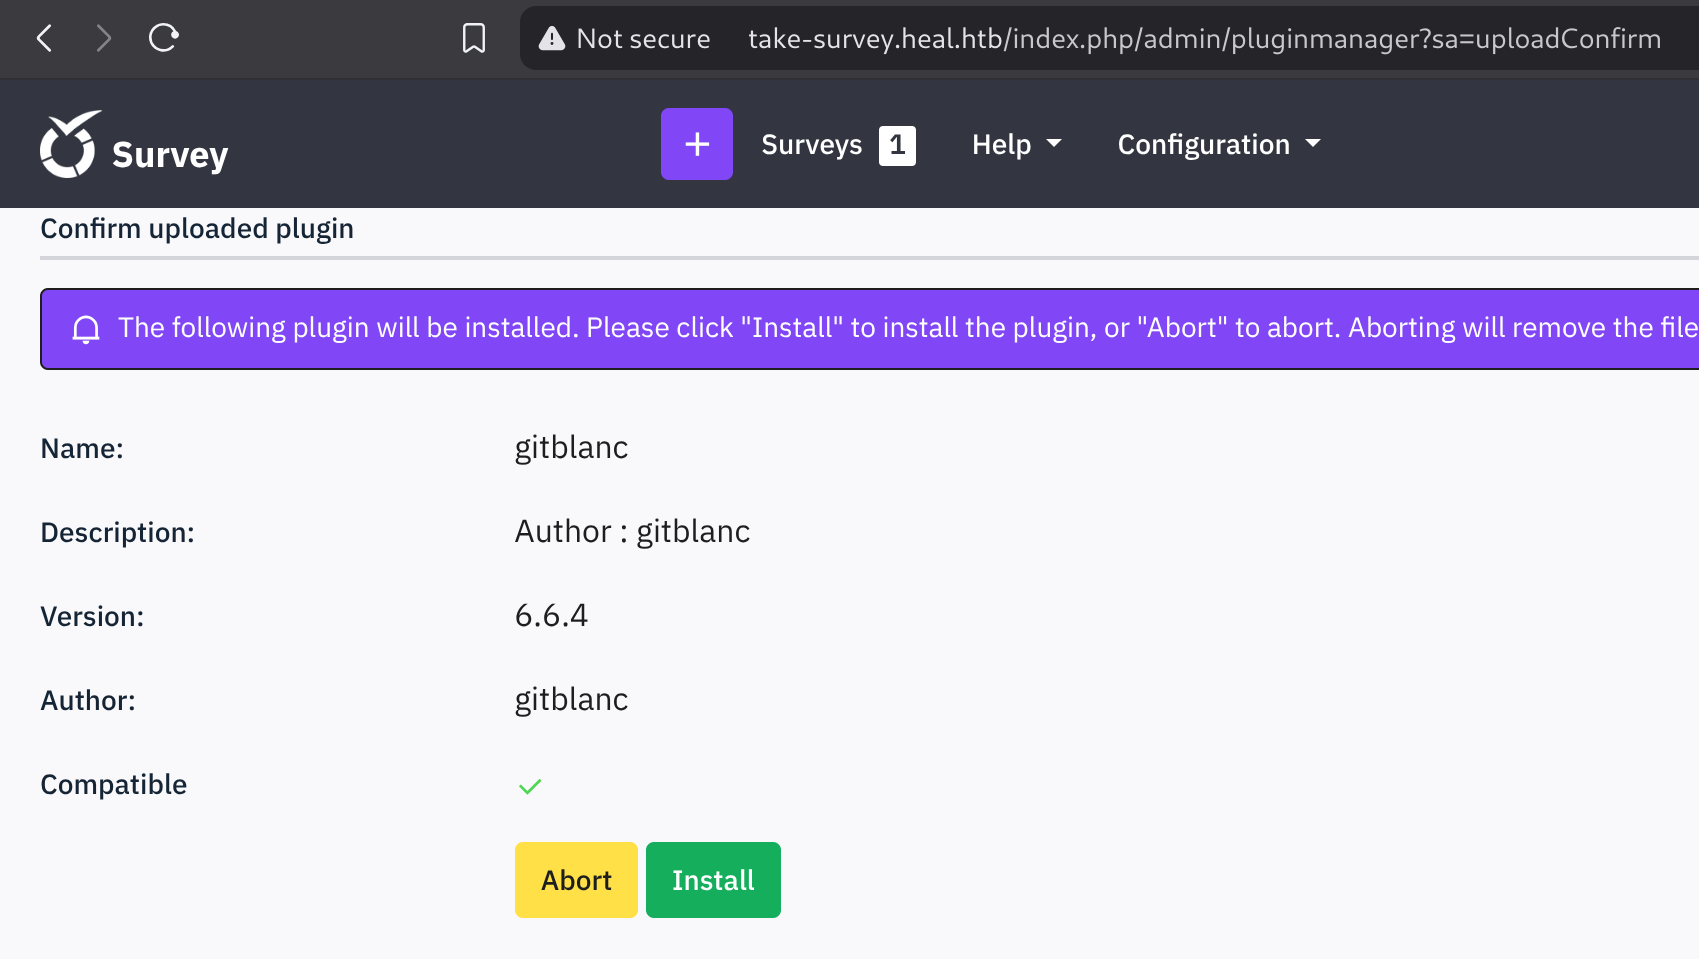 Not secure take-survey.heal.htb/index.php/admin/pluginmanager?sa=uploadConfirm
Survey + Surveys 1 Help Configuration
Confirm uploaded plugin
The following plugin will be installed. Please click "Install" to install the plugin, or "Abort" to abort. Aborting will remove the file
Name: gitblanc
Description: Author : gitblanc
Version: 6.6.4
Author: gitblanc
Compatible
Abort Install